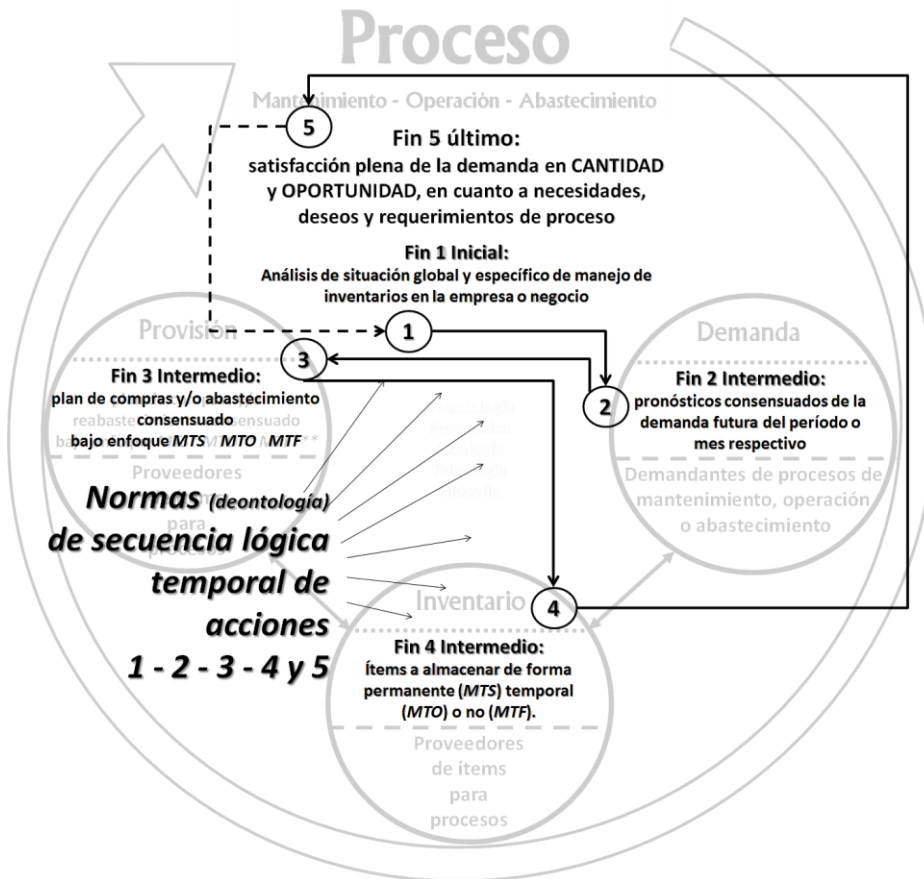 Proceso
Mantenimiento - Operación - Abastecimiento
5
Fin 5 último:
satisfacción plena de la demanda en CANTIDAD
y OPORTUNIDAD, en cuanto a necesidades,
deseos y requerimientos de proceso
Fin 1 Inicial:
Análisis de situación global y específico de manejo de
inventarios en la empresa o negocio
1
Provisión
3
Fin 3 Intermedio:
plan de compras y/o abastecimiento
consensuado
bajo enfoque MTS MTO MTF
**
Proveedores
para
procesos
Demanda
2
Fin 2 Intermedio:
pronósticos consensuados de la
demanda futura del período o
mes respectivo
Demandantes de procesos de
mantenimiento, operación
o abastecimiento
Normas (deontología)
de secuencia lógica
temporal de
acciones
1 - 2 - 3 - 4 y 5
Inventario
4
Fin 4 Intermedio:
Ítems a almacenar de forma
permanente (MTS) temporal
(MTO) o no (MTF).
Proveedores
de ítems
para
procesos